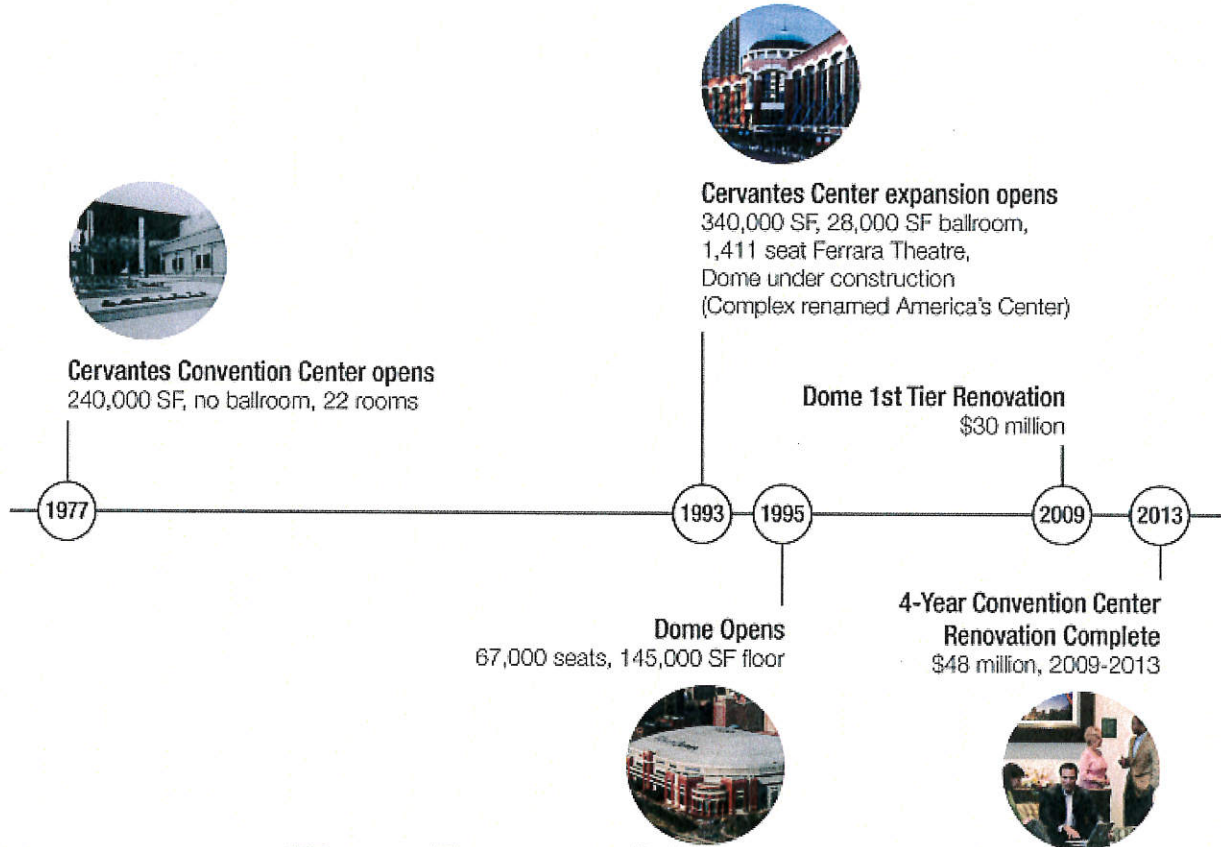 Cervantes Center expansion opens
340,000 SF, 28,000 SF ballroom,
1,411 seat Ferrara Theatre,
Dome under construction
(Complex renamed America's Center)
Cervantes Convention Center opens
240,000 SF, no ballroom, 22 rooms
Dome 1st Tier Renovation
$30 million
1977
1993
1995
2009
2013
Dome Opens
67,000 seats, 145,000 SF floor
4-Year Convention Center
Renovation Complete
$48 million, 2009-2013